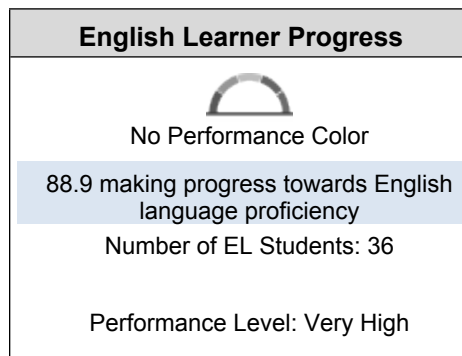 English Learner Progress
No Performance Color
88.9 making progress towards English
language proficiency
Number of EL Students: 36
Performance Level: Very High